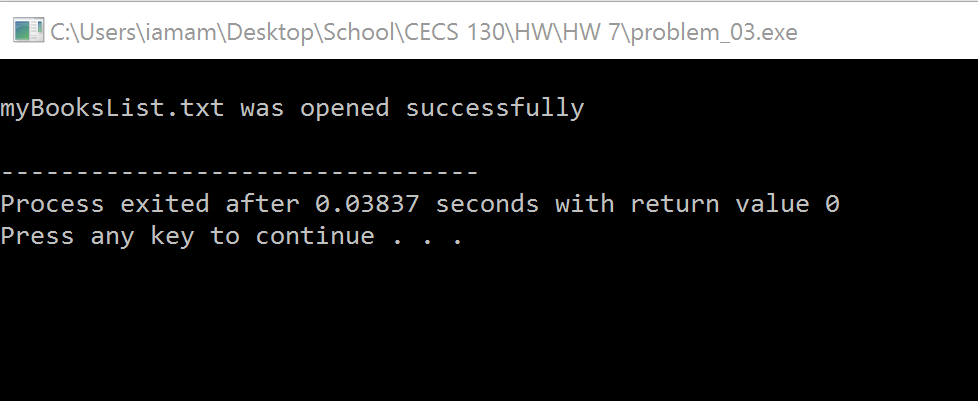 C:\Users\iamam\Desktop\School\CECS 130\HW\HW 7\problem_03.exe
myBooksList.txt was opened successfully
--------------------------------
Process exited after 0.03837 seconds with return value 0
Press any key to continue . . .